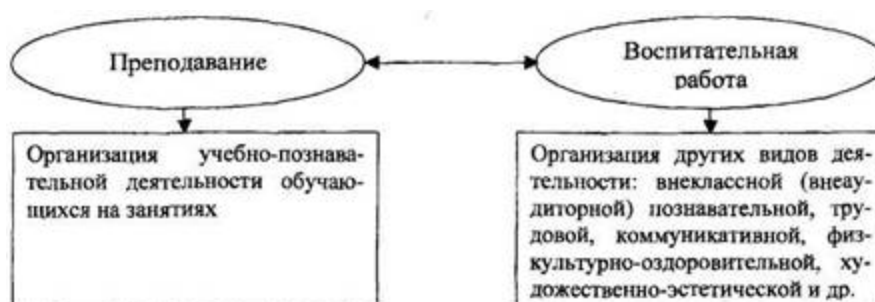 Преподавание
Воспитательная
работа
Организация учебно-познава-
тельной деятельности обучаю-
щихся на занятиях
Организация других видов дея-
тельности: внеклассной (внеау-
диторной) познавательной, тру-
довой, коммуникативной, физ-
культурно-оздоровительной, ху-
дожественно-эстетической и др.